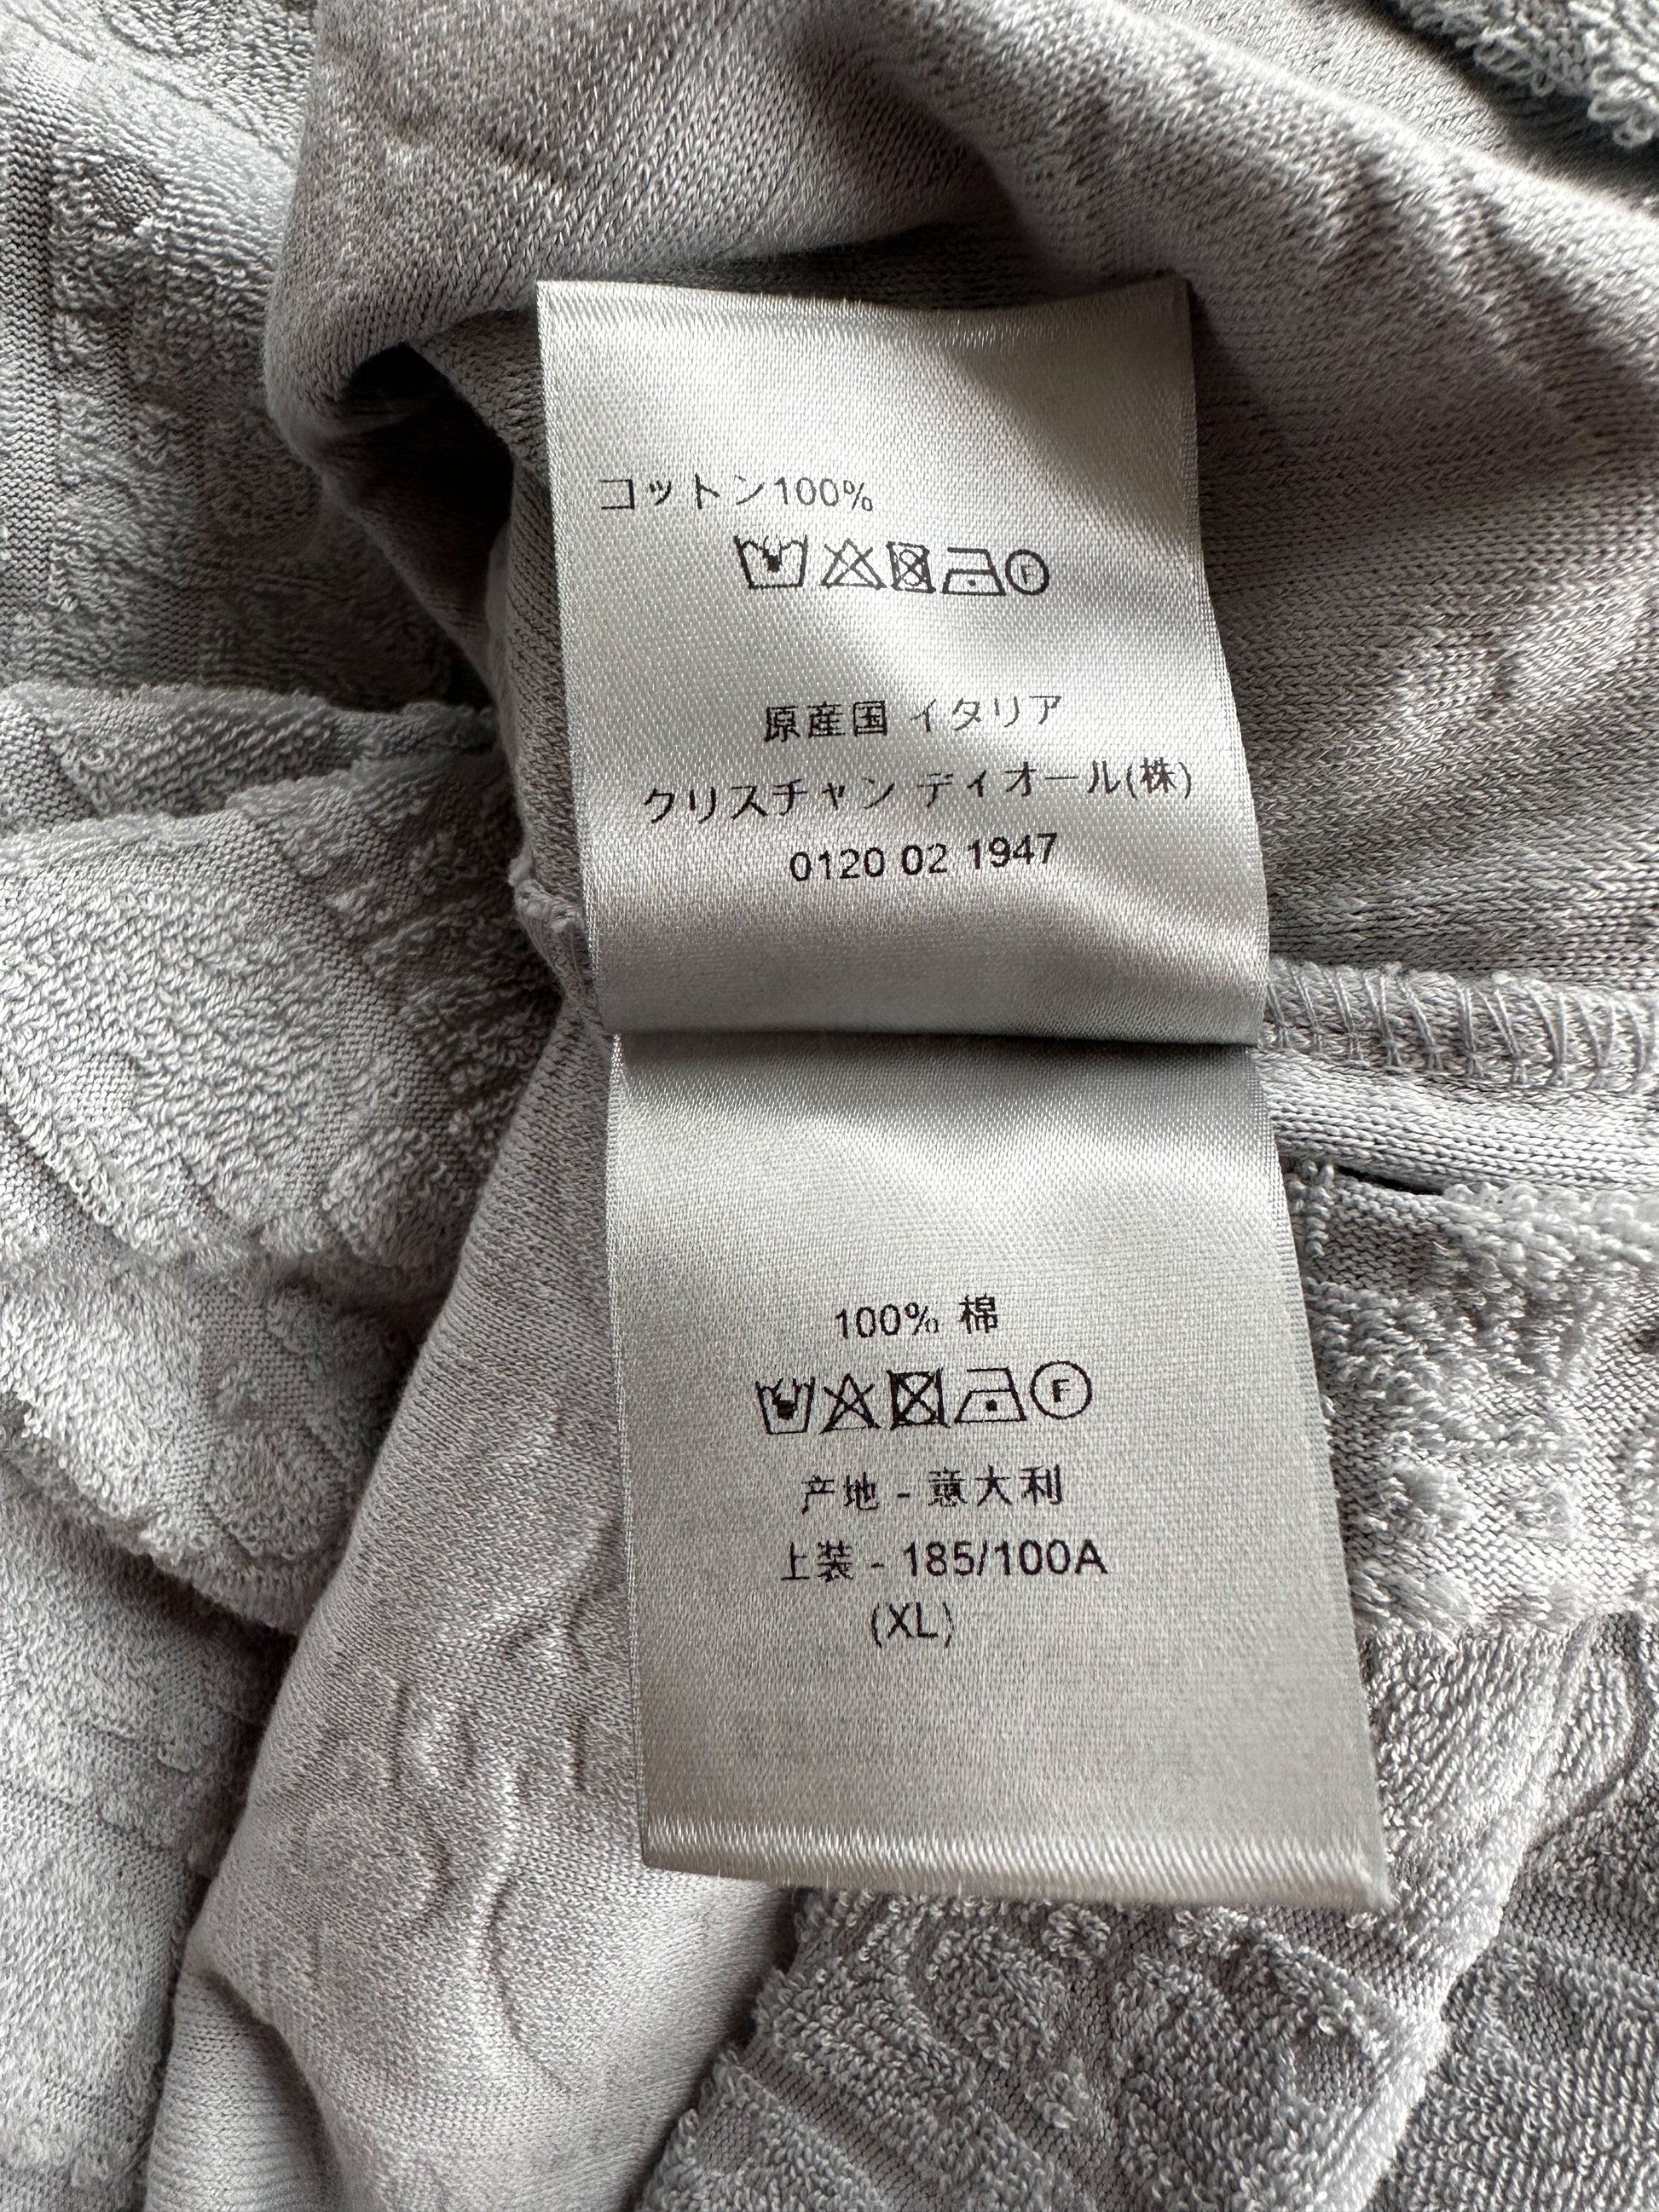 コットン100%
原産国 イタリア
クリスチャン ディオール(株)
0120 02 1947
100% 棉
F
产地 - 意大利
上装 - 185/100A
(XL)